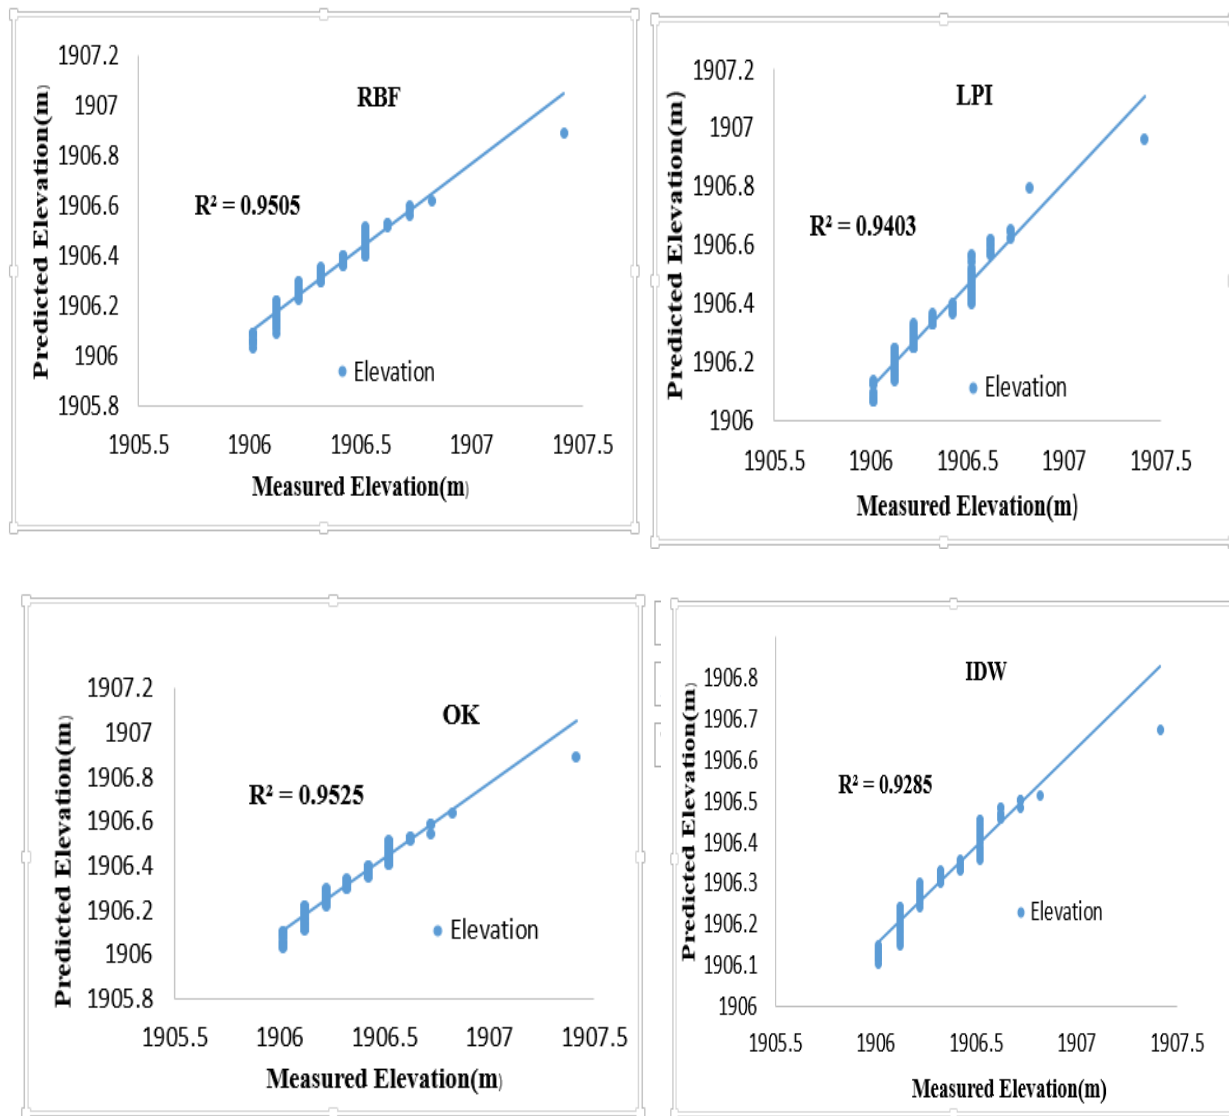 RBF
Predicted Elevation(m)
1907.2
1907
1906.8
1906.6
1906.4
1906.2
1906
1905.8
R² = 0.9505
Elevation
1905.5 1906 1906.5 1907 1907.5
Measured Elevation(m)
LPI
Predicted Elevation(m)
1907.2
1907
1906.8
1906.6
1906.4
1906.2
1906
R² = 0.9403
Elevation
1905.5 1906 1906.5 1907 1907.5
Measured Elevation(m)
OK
Predicted Elevation(m)
1907.2
1907
1906.8
1906.6
1906.4
1906.2
1906
1905.8
R² = 0.9525
Elevation
1905.5 1906 1906.5 1907 1907.5
Measured Elevation(m)
IDW
Predicted Elevation(m)
1906.8
1906.7
1906.6
1906.5
1906.4
1906.3
1906.2
1906.1
1906
R² = 0.9285
Elevation
1905.5 1906 1906.5 1907 1907.5
Measured Elevation(m)